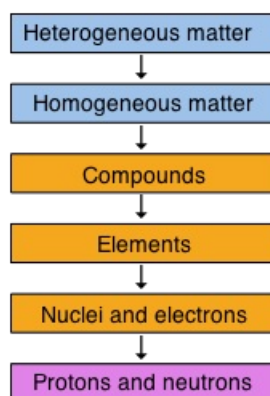 Heterogeneous matter
Homogeneous matter
Compounds
Elements
Nuclei and electrons
Protons and neutrons